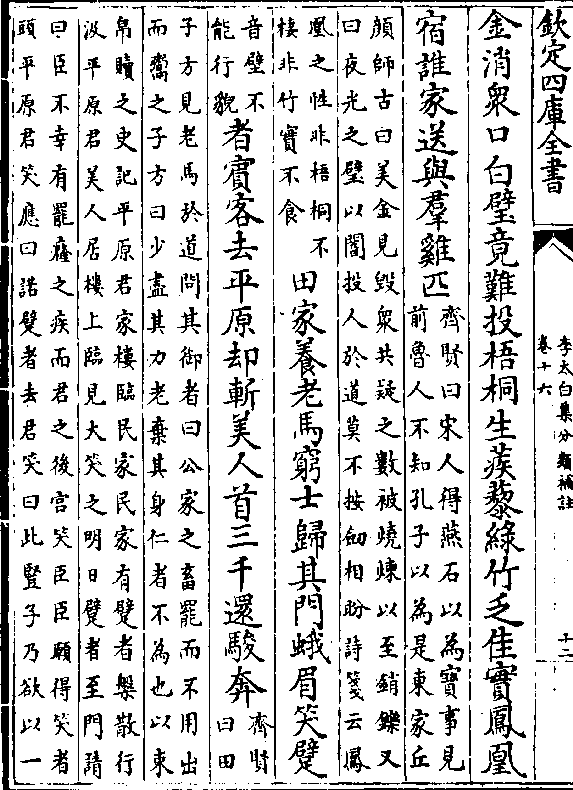 欽定四庫全書
李太白集分類補註
卷十六
十二
金消衆口白璧竟難投梧桐生蒺藜綠竹乏佳實鳳凰
宿誰家送與羣雞匹
齊賢曰宋人得燕石以為寶事見
前魯人不知孔子以為是東家丘
顔師古曰美金見毀衆共疑之數被燒煉以至銷鑠又
曰夜光之璧以闇投人於道莫不按劒相盼詩箋云鳳
凰之性非梧桐不
棲非竹實不食
田家養老馬窮士歸其門蛾眉笑躄
者賓客去平原却斬美人首三千還駿奔
齊賢
曰田
音壁不
能行貌
子方見老馬於道問其御者曰公家之畜罷而不用出
而鬻之子方曰少盡其力老棄其身仁者不為也以束
帛贖之史記平原君家樓臨民家民家有躄者槃散行
汲平原君美人居樓上臨見大笑之明日躄者至門請
曰臣不幸有罷癃之疾而君之後宮笑臣臣願得笑者
頭平原君笑應曰諾躄者去君笑曰此豎子乃欲以一